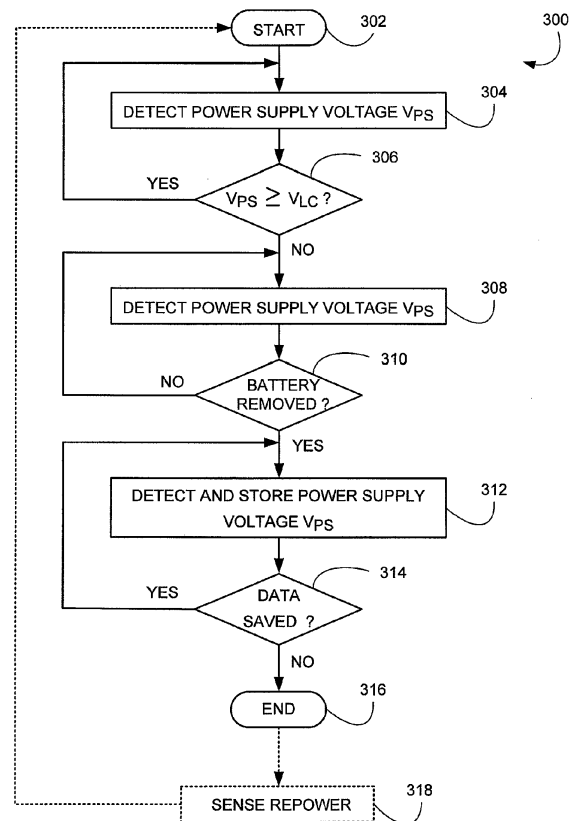 START
302
300
DETECT POWER SUPPLY VOLTAGE VPS
304
306
YES
VPS ≥ VLC ?
NO
DETECT POWER SUPPLY VOLTAGE VPS
308
310
NO
BATTERY
REMOVED ?
YES
DETECT AND STORE POWER SUPPLY
VOLTAGE VPS
312
314
YES
DATA
SAVED ?
NO
END
316
SENSE REPOWER
318